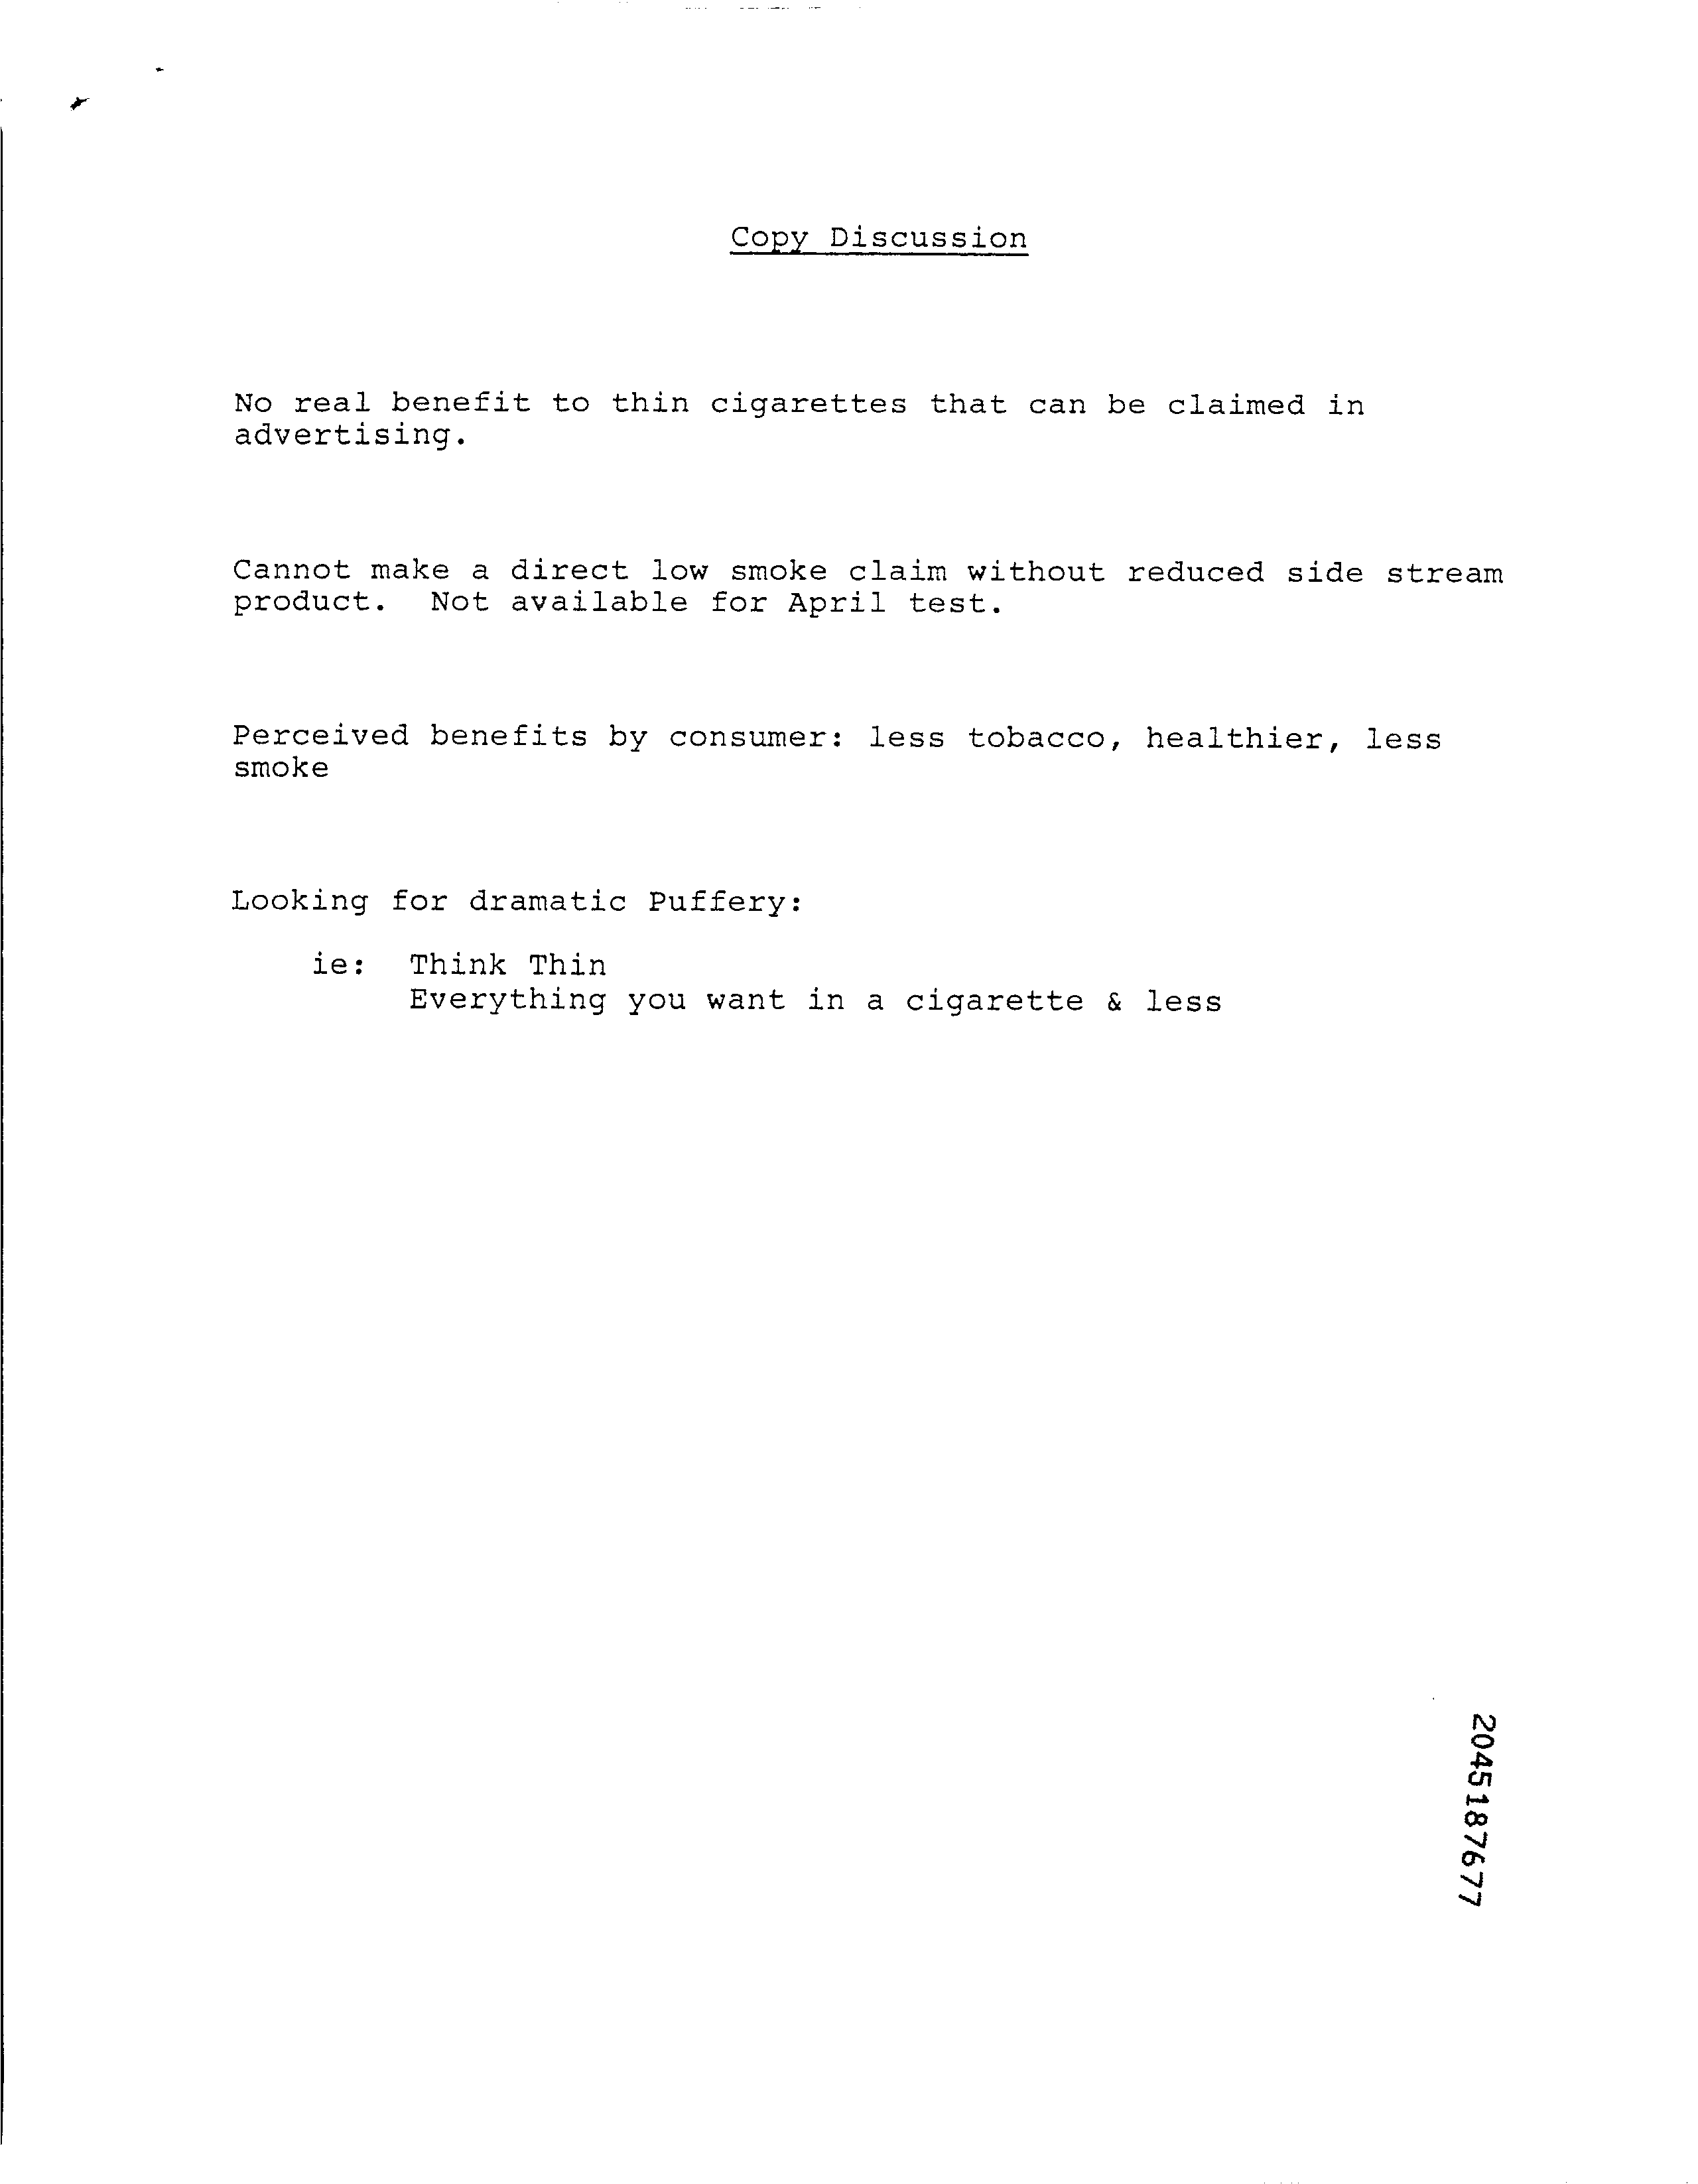 Copy Discussion
No real benefit to thin cigarettes that can be claimed in
advertising.
Cannot make a direct low smoke claim without reduced side stream
product.  Not available for April test.
Perceived benefits by consumer: less tobacco, healthier, less
smoke
Looking for dramatic Puffery:
ie:  Think Thin
Everything you want in a cigarette & less
2045187677